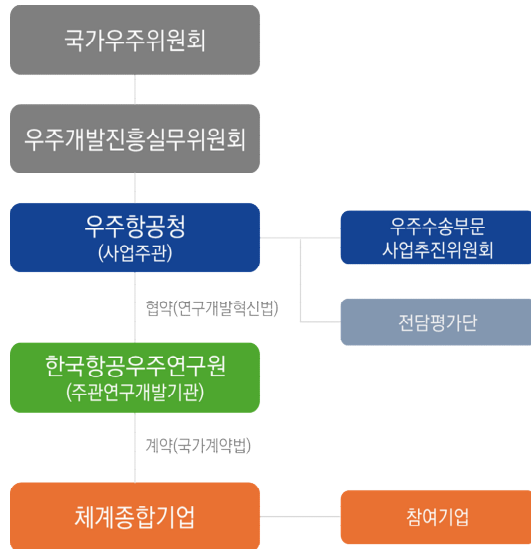 국가우주위원회
우주개발진흥실무위원회
우주항공청
(사업주관)
우주수송부문
사업추진위원회
협약(연구개발혁신법)
전담평가단
한국항공우주연구원
(주관연구개발기관)
계약(국가계약법)
체계종합기업
참여기업